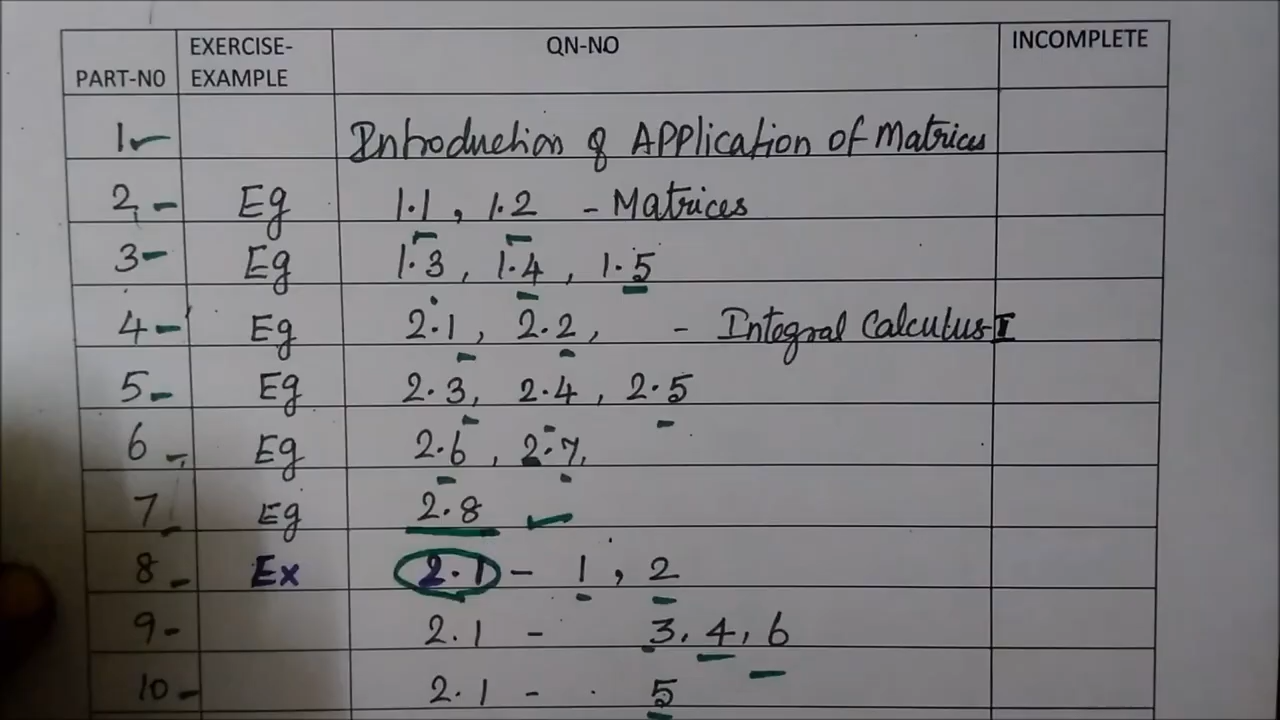 PART-NO EXERCISE-EXAMPLE QN-NO INCOMPLETE
1 Introduction of Application of Matrices
2 Eg 1.1, 1.2 - Matrices
3 Eg 1.3, 1.4, 1.5
4 Eg 2.1, 2.2, - Integral Calculus-I
5 Eg 2.3, 2.4, 2.5
6 Eg 2.6, 2.7,
7 Eg 2.8
8 Ex 2.1 - 1, 2
9 2.1 - 3, 4, 6
10 2.1 - 5